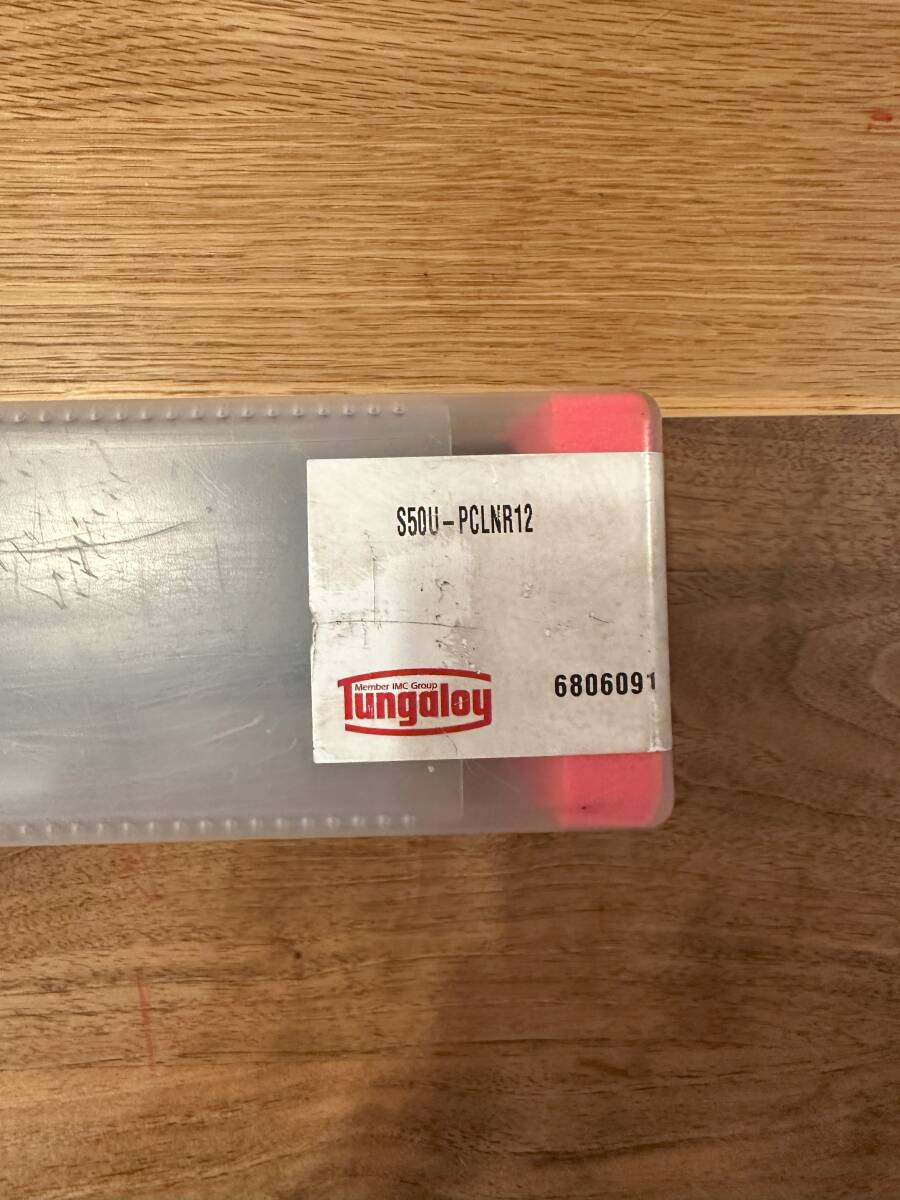 S50U-PCLNR12
Member IMC Group
Tungaloy
6806091